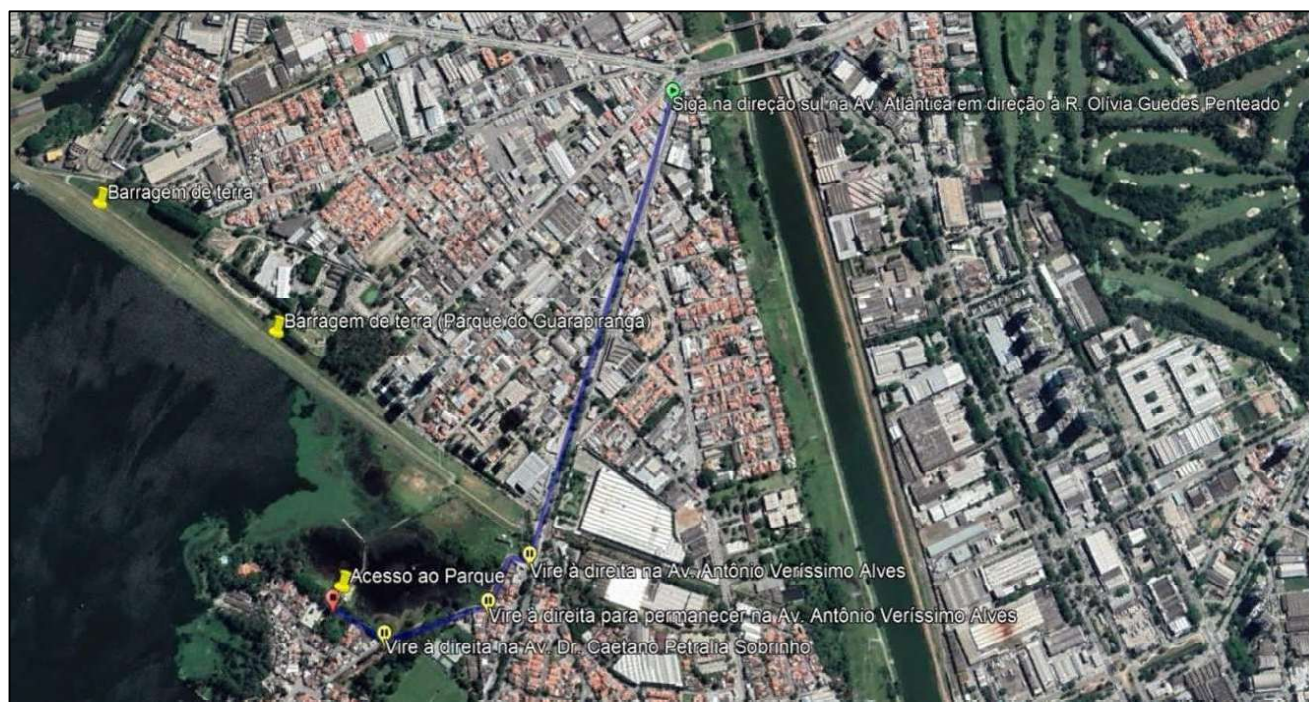 Siga na direção sul na Av. Atlântica em direção à R. Olívia Guedes Penteado
Barragem de terra
Barragem de terra (Parque do Guarapiranga)
Vire à direita na Av. Antônio Veríssimo Alves
Acesso ao Parque
Vire à direita para permanecer na Av. Antônio Veríssimo Alves
Vire à direita na Av. Dr. Caetano Petralia Sobrinho